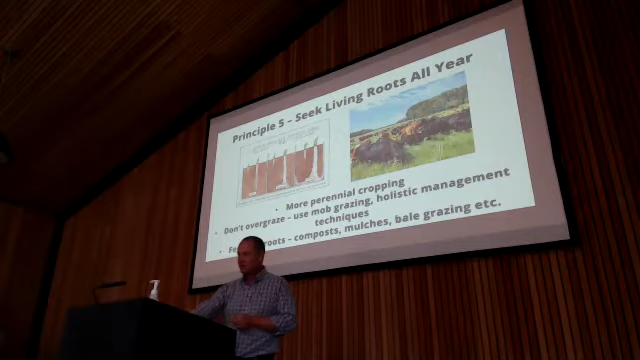 Principle 5 – Seek Living Roots All Year
• More perennial cropping
• Don't overgraze – use mob grazing, holistic management
techniques
• roots – composts, mulches, bale grazing etc.